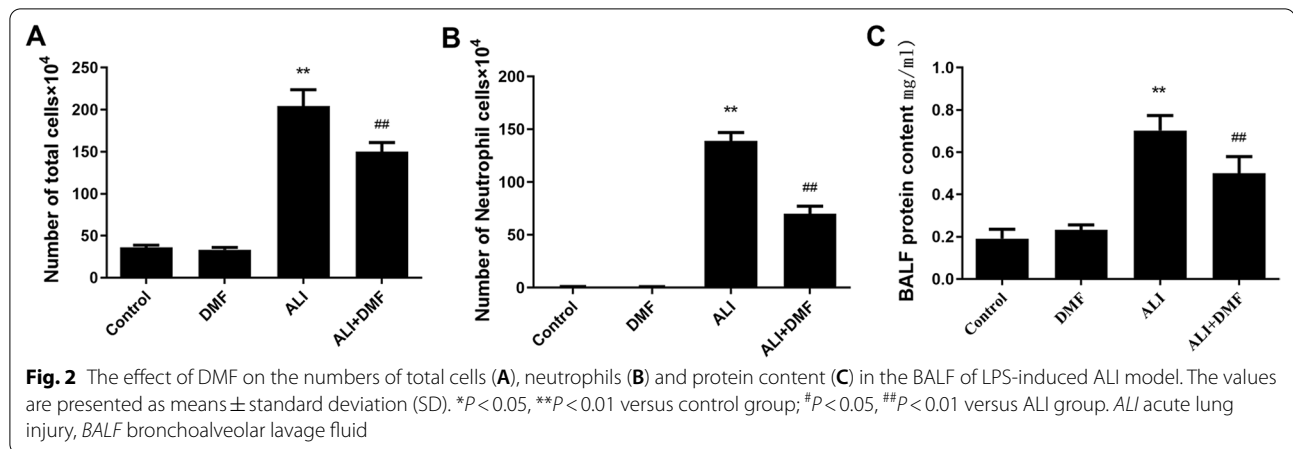 A
Number of total cells×10⁴
250
200
150
100
50
0
**
##
Control
DMF
ALI
ALI+DMF
B
Number of Neutrophil cells×10⁴
200
150
100
50
0
**
##
Control
DMF
ALI
ALI+DMF
C
BALF protein content mg/ml)
1.0
0.8
0.6
0.4
0.2
0.0
**
##
Control
DMF
ALI
ALI+DMF
Fig. 2 The effect of DMF on the numbers of total cells (A), neutrophils (B) and protein content (C) in the BALF of LPS-induced ALI model. The values
are presented as means ± standard deviation (SD). *P < 0.05, **P < 0.01 versus control group; #P < 0.05, ##P < 0.01 versus ALI group. ALI acute lung
injury, BALF bronchoalveolar lavage fluid